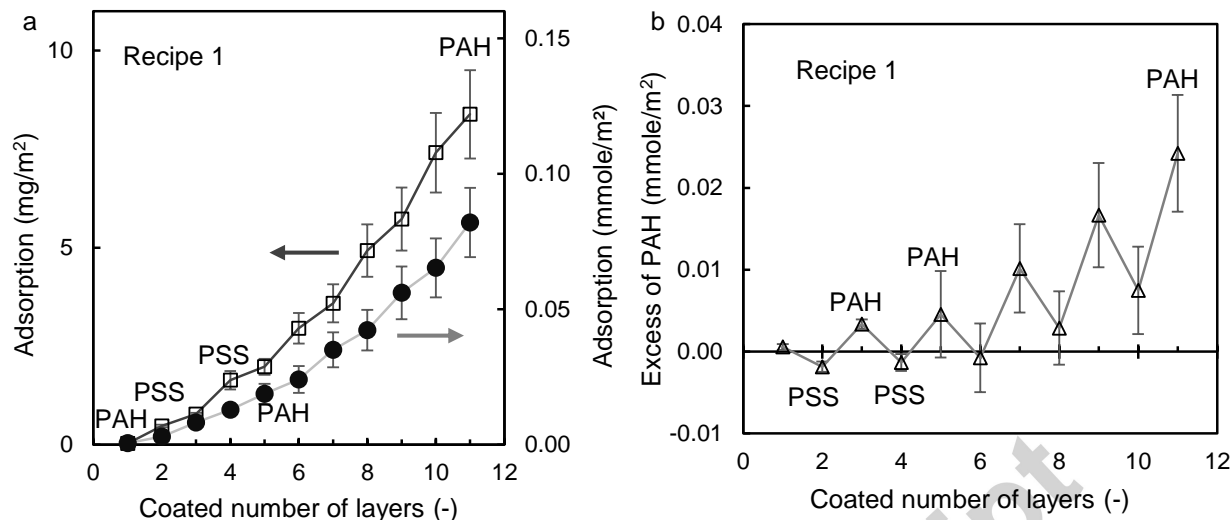 a
Recipe 1
PAH
10
5
0
0.15
0.10
0.05
0.00
PSS
PSS
PAH
PAH
0 2 4 6 8 10 12
Adsorption (mg/m²)
Adsorption (mmole/m²)
Coated number of layers (-)
b
Recipe 1
PAH
0.04
0.03
0.02
0.01
0.00
-0.01
PAH
PAH
PSS
PSS
0 2 4 6 8 10 12
Excess of PAH (mmole/m²)
Coated number of layers (-)